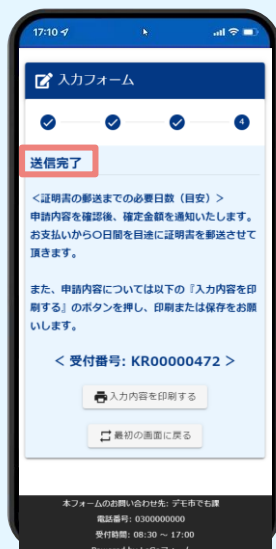 17:10
入力フォーム
4
送信完了
＜証明書の郵送までの必要日数（目安）＞
申請内容を確認後、確定金額を通知いたします。
お支払いから〇日間を目途に証明書を郵送させて
頂きます。
また、申請内容については以下の『入力内容を印
刷する』のボタンを押し、印刷または保存をお願
いします。
＜ 受付番号: KR00000472 ＞
入力内容を印刷する
最初の画面に戻る
本フォームのお問い合わせ先: デモ市でも課
電話番号: 0300000000
受付時間: 08:30 ～ 17:00